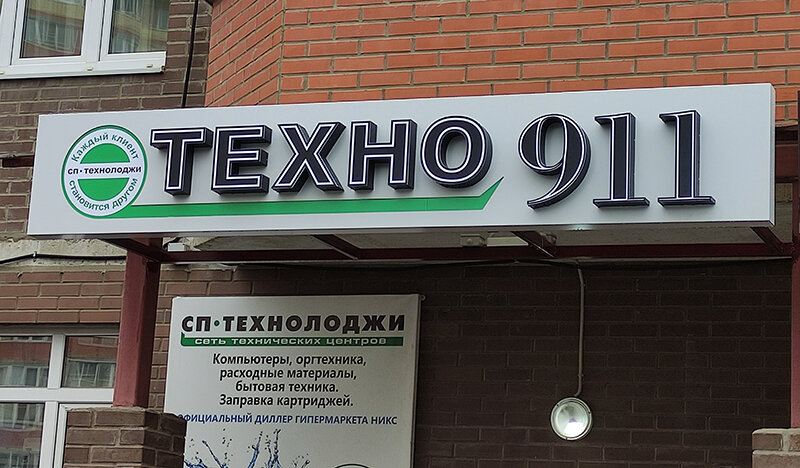 Каждый клиент
СП·ТЕХНОЛОДЖИ
становится другом
ТЕХНО 911
СП·ТЕХНОЛОДЖИ
СЕТЬ ТЕХНИЧЕСКИХ ЦЕНТРОВ
Компьютеры, оргтехника,
расходные материалы,
бытовая техника.
Заправка картриджей.
ОФИЦИАЛЬНЫЙ ДИЛЛЕР ГИПЕРМАРКЕТА НИКС